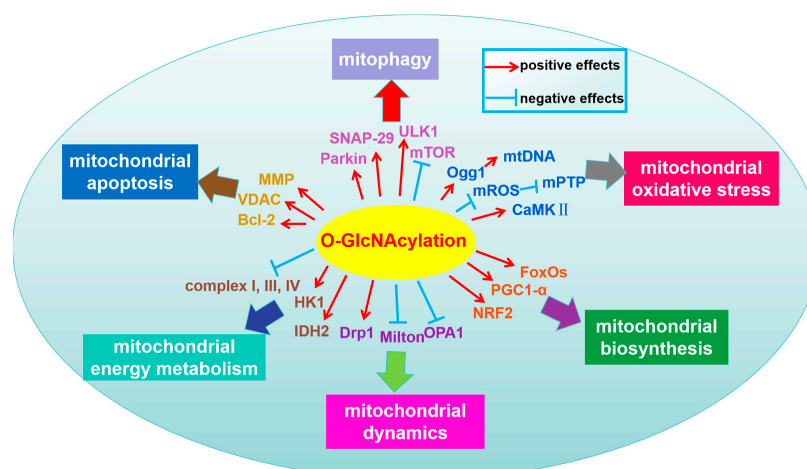 mitophagy
positive effects
negative effects
SNAP-29
ULK1
Parkin
mTOR
mtDNA
Ogg1
mROS
mPTP
CaMK Ⅱ
mitochondrial
oxidative stress
mitochondrial
apoptosis
MMP
VDAC
Bcl-2
O-GlcNAcylation
FoxOs
PGC1-α
NRF2
complex I, III, IV
HK1
IDH2
Drp1
Milton
OPA1
mitochondrial
biosynthesis
mitochondrial
energy metabolism
mitochondrial
dynamics